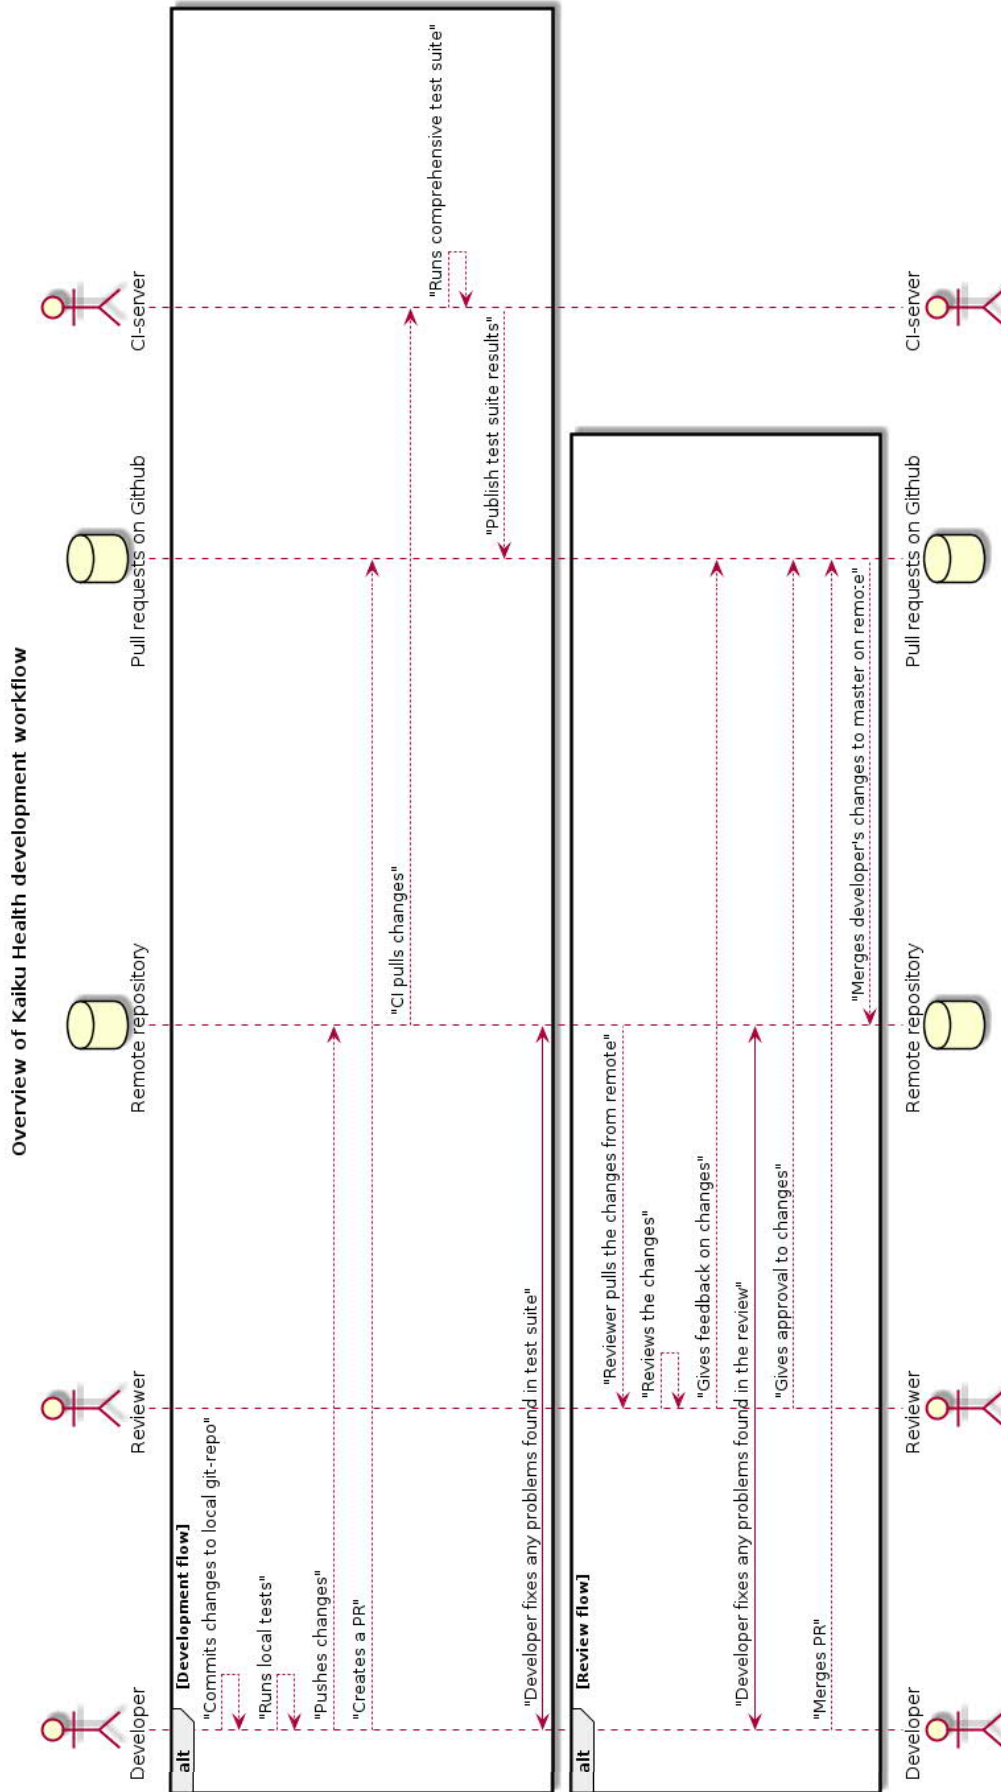 Overview of Kaiku Health development workflow
Developer
Reviewer
Remote repository
Pull requests on Github
CI-server
alt
[Development flow]
"Commits changes to local git-repo"
"Runs local tests"
"Pushes changes"
"Creates a PR"
"CI pulls changes"
"Runs comprehensive test suite"
"Publish test suite results"
"Developer fixes any problems found in test suite"
alt
[Review flow]
"Reviewer pulls the changes from remote"
"Reviews the changes"
"Gives feedback on changes"
"Developer fixes any problems found in the review"
"Gives approval to changes"
"Merges PR"
"Merges developer's changes to master on remote"
Developer
Reviewer
Remote repository
Pull requests on Github
CI-server